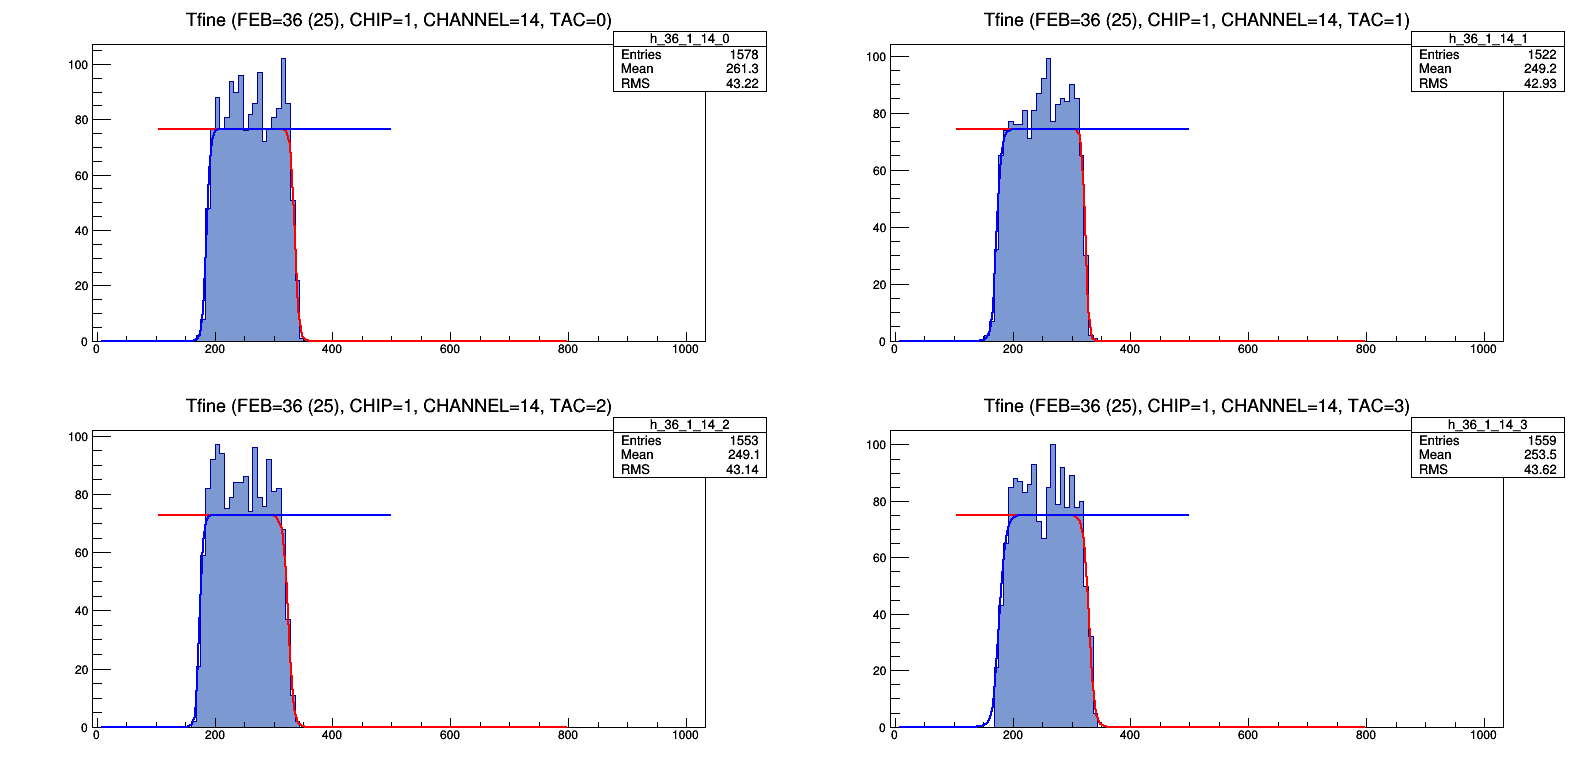 Tfine (FEB=36 (25), CHIP=1, CHANNEL=14, TAC=0)
h_36_1_14_0
Entries 1578
Mean 261.3
RMS 43.22
100
80
60
40
20
0
0 200 400 600 800 1000
Tfine (FEB=36 (25), CHIP=1, CHANNEL=14, TAC=1)
h_36_1_14_1
Entries 1522
Mean 249.2
RMS 42.93
100
80
60
40
20
0
0 200 400 600 800 1000
Tfine (FEB=36 (25), CHIP=1, CHANNEL=14, TAC=2)
h_36_1_14_2
Entries 1553
Mean 249.1
RMS 43.14
100
80
60
40
20
0
0 200 400 600 800 1000
Tfine (FEB=36 (25), CHIP=1, CHANNEL=14, TAC=3)
h_36_1_14_3
Entries 1559
Mean 253.5
RMS 43.62
100
80
60
40
20
0
0 200 400 600 800 1000